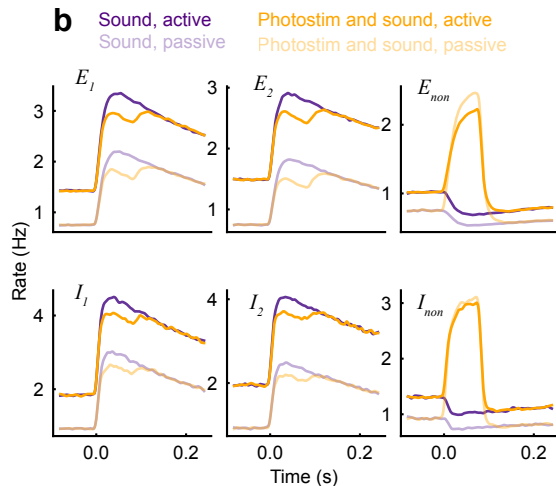 b
Sound, active
Photostim and sound, active
Sound, passive
Photostim and sound, passive
E1
E2
Enon
3
2
1
2
1
2
1
Rate (Hz)
I1
I2
Inon
4
2
4
2
3
2
1
0.0
0.2
0.0
0.2
0.0
0.2
Time (s)